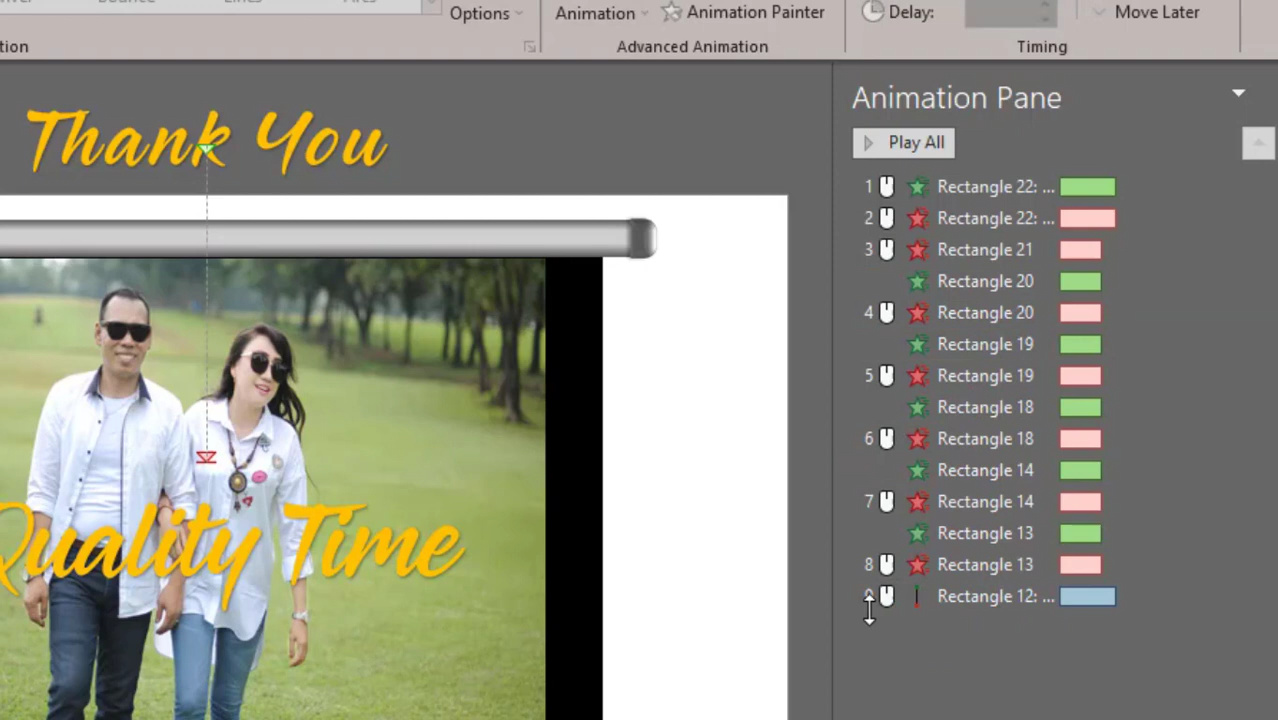 Options
Animation
Animation Painter
Delay:
Move Later
Advanced Animation
Timing
Thank You
Quality Time
Animation Pane
Play All
1 Rectangle 22: ...
2 Rectangle 22: ...
3 Rectangle 21
Rectangle 20
4 Rectangle 20
Rectangle 19
5 Rectangle 19
Rectangle 18
6 Rectangle 18
Rectangle 14
7 Rectangle 14
Rectangle 13
8 Rectangle 13
Rectangle 12: ...